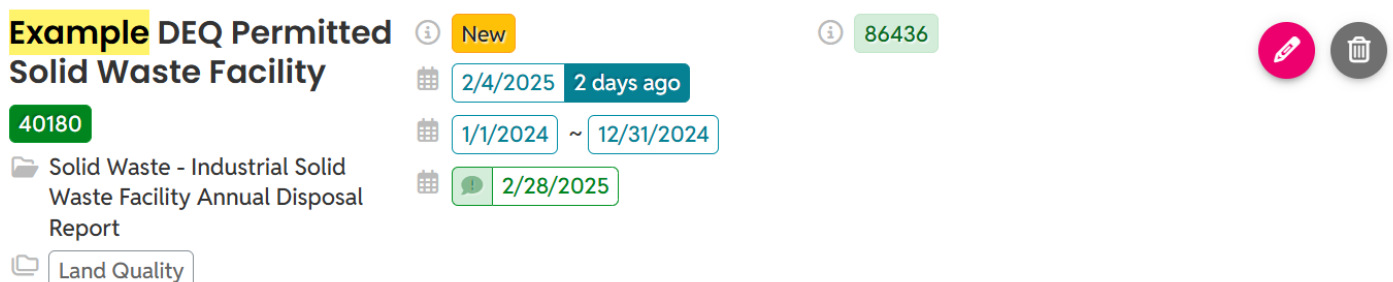 Example DEQ Permitted
Solid Waste Facility
40180
Solid Waste - Industrial Solid
Waste Facility Annual Disposal
Report
Land Quality
New
2/4/2025 2 days ago
1/1/2024 ~ 12/31/2024
2/28/2025
86436